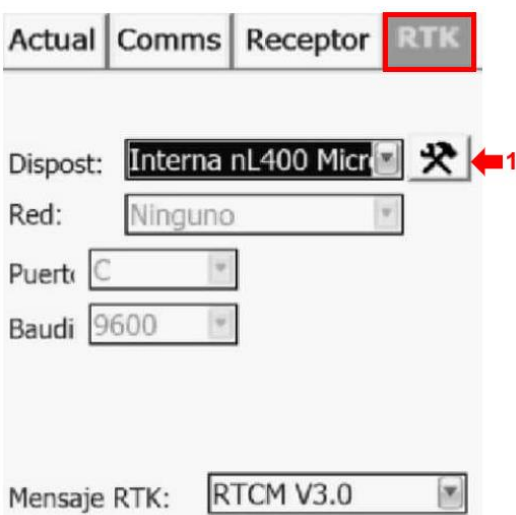 Actual Comms Receptor RTK
Dispost: Interna nL400 Micr
1
Red: Ninguno
Puert C
Baudi 9600
Mensaje RTK: RTCM V3.0